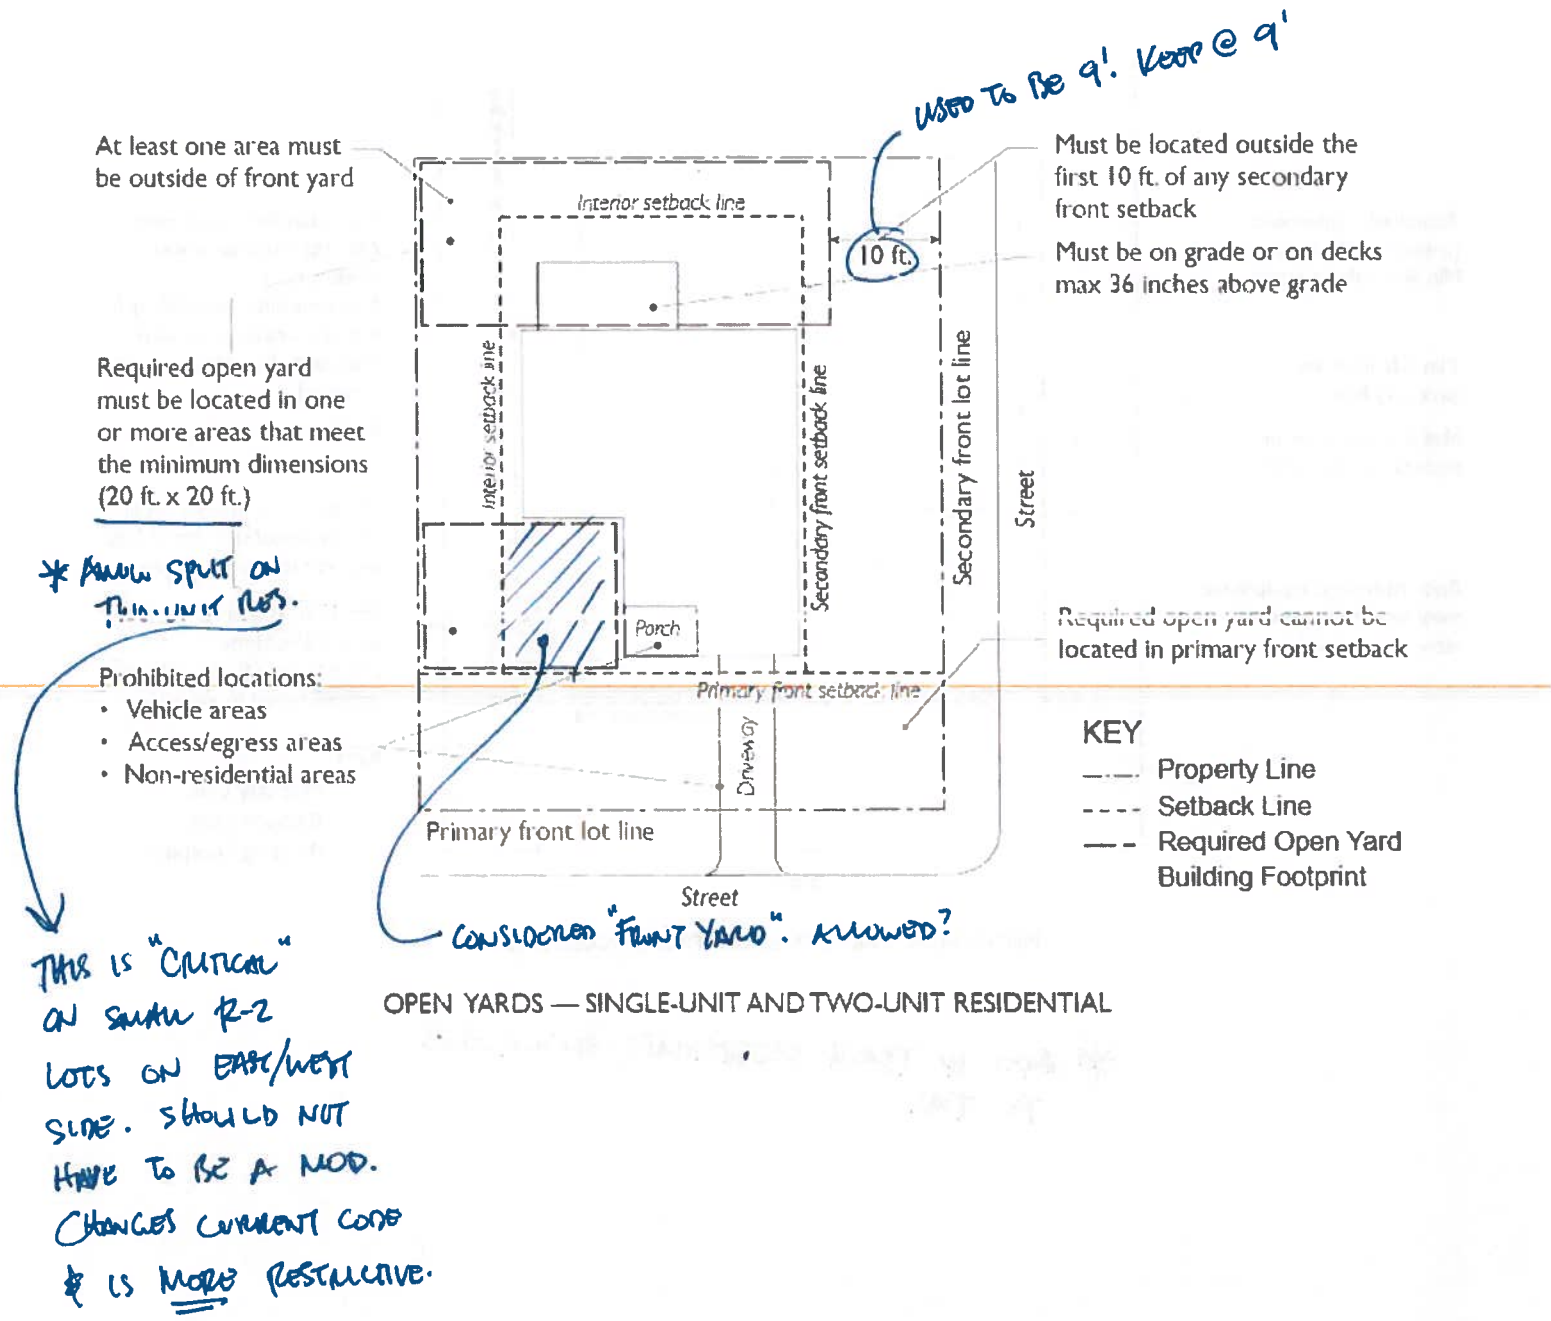 USED TO BE 9'. KEEP @ 9'
At least one area must
be outside of front yard
Interior setback line
10 ft.
Must be located outside the
first 10 ft. of any secondary
front setback
Must be on grade or on decks
max 36 inches above grade
Required open yard
must be located in one
or more areas that meet
the minimum dimensions
(20 ft. x 20 ft.)
Interior setback line
Secondary front setback line
Secondary front lot line
Street
* ALLOW SPLIT ON
TWO-UNIT RES.
Porch
Required open yard cannot be
located in primary front setback
Prohibited locations:
• Vehicle areas
• Access/egress areas
• Non-residential areas
Primary front setback line
Driveway
KEY
Property Line
Setback Line
Required Open Yard
Building Footprint
Primary front lot line
Street
CONSIDERED "FRONT YARD". ALLOWED?
THIS IS "CRITICAL"
ON SMALL R-2
LOTS ON EAST/WEST
SIDE. SHOULD NOT
HAVE TO BE A MOD.
CHANGES CURRENT CODE
& IS MORE RESTRICTIVE.
OPEN YARDS — SINGLE-UNIT AND TWO-UNIT RESIDENTIAL